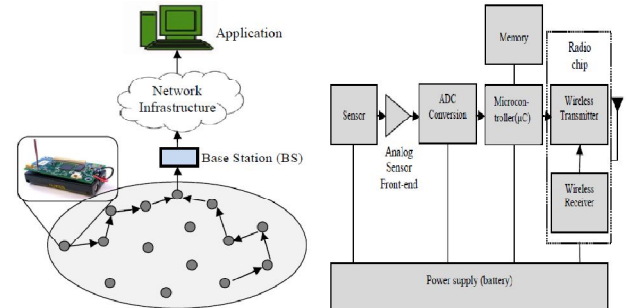 Application
Network
Infrastructure
Base Station (BS)
Memory
Radio
chip
Sensor
ADC
Conversion
Microcon-
troller(µC)
Wireless
Transmitter
Analog
Sensor
Front-end
Wireless
Receiver
Power supply (battery)